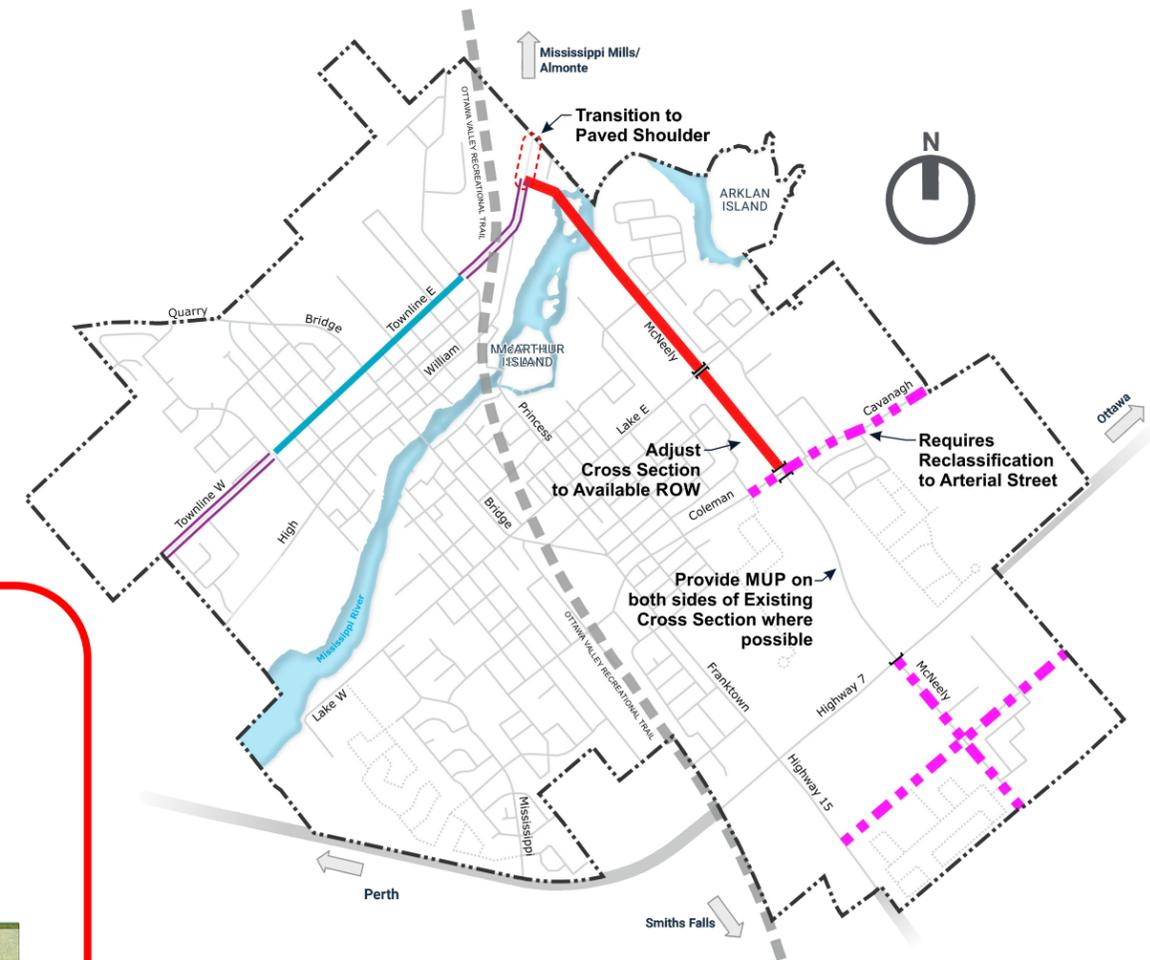 Mississippi Mills/
Almonte
OTTAWA VALLEY RECREATIONAL TRAIL
Transition to
Paved Shoulder
N
ARKLAN
ISLAND
Quarry
Bridge
Townline E
William
McARTHUR
ISLAND
McNeely
Princess
Lake E
Cavanagh
Ottawa
Adjust
Cross Section
to Available ROW
Requires
Reclassification
to Arterial Street
Townline W
High
Bridge
Coleman
Provide MUP on
both sides of Existing
Cross Section where
possible
Mississippi River
OTTAWA VALLEY RECREATIONAL TRAIL
Lake W
Franktown
Highway 7
McNeely
Highway 15
Mississippi
Perth
Smiths Falls